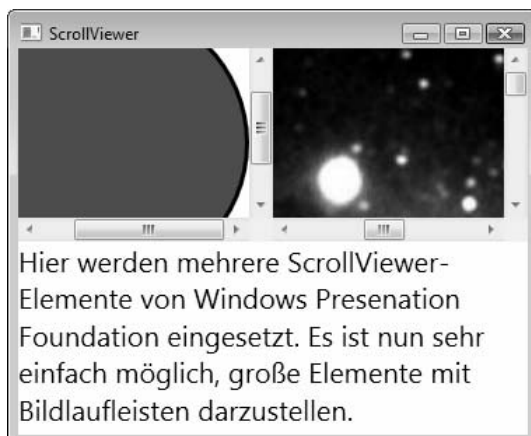 ScrollViewer
Hier werden mehrere ScrollViewer-
Elemente von Windows Presenation
Foundation eingesetzt. Es ist nun sehr
einfach möglich, große Elemente mit
Bildlaufleisten darzustellen.